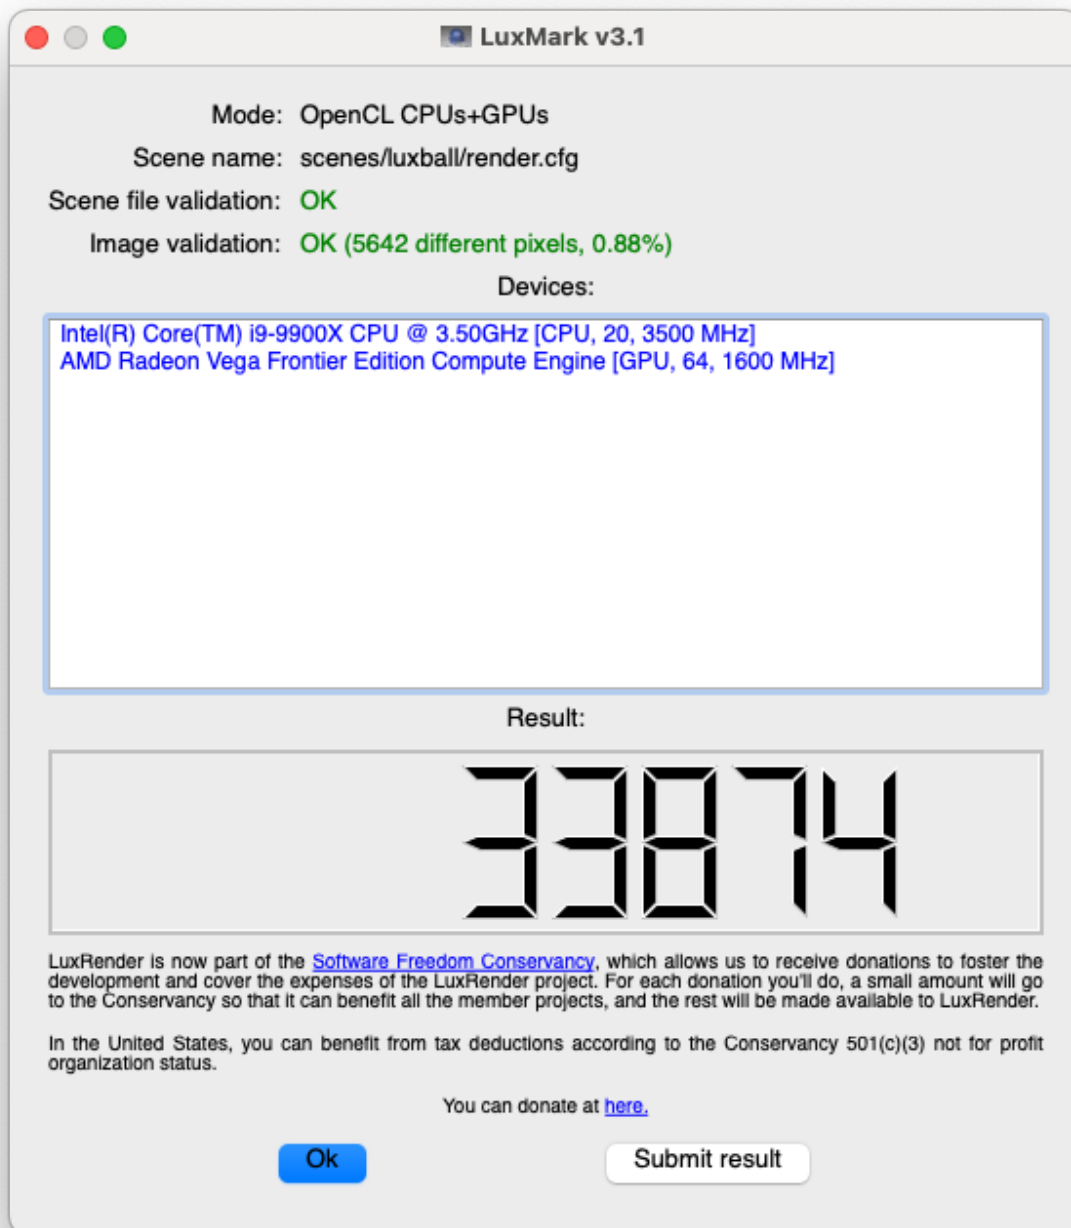 LuxMark v3.1
Mode: OpenCL CPUs+GPUs
Scene name: scenes/luxball/render.cfg
Scene file validation: OK
Image validation: OK (5642 different pixels, 0.88%)
Devices:
Intel(R) Core(TM) i9-9900X CPU @ 3.50GHz [CPU, 20, 3500 MHz]
AMD Radeon Vega Frontier Edition Compute Engine [GPU, 64, 1600 MHz]
Result:
33874
LuxRender is now part of the Software Freedom Conservancy, which allows us to receive donations to foster the
development and cover the expenses of the LuxRender project. For each donation you'll do, a small amount will go
to the Conservancy so that it can benefit all the member projects, and the rest will be made available to LuxRender.
In the United States, you can benefit from tax deductions according to the Conservancy 501(c)(3) not for profit
organization status.
You can donate at here.
Ok
Submit result